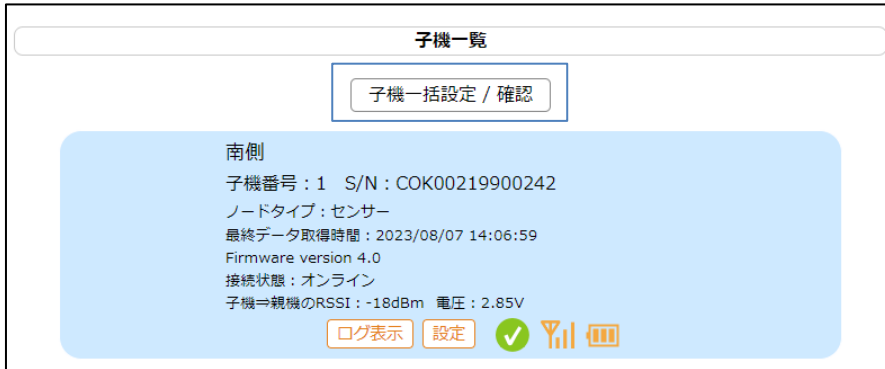 子機一覧
子機一括設定 / 確認
南側
子機番号：1　S/N：COK00219900242
ノードタイプ：センサー
最終データ取得時間：2023/08/07 14:06:59
Firmware version 4.0
接続状態：オンライン
子機⇒親機のRSSI：-18dBm　電圧：2.85V
ログ表示　設定